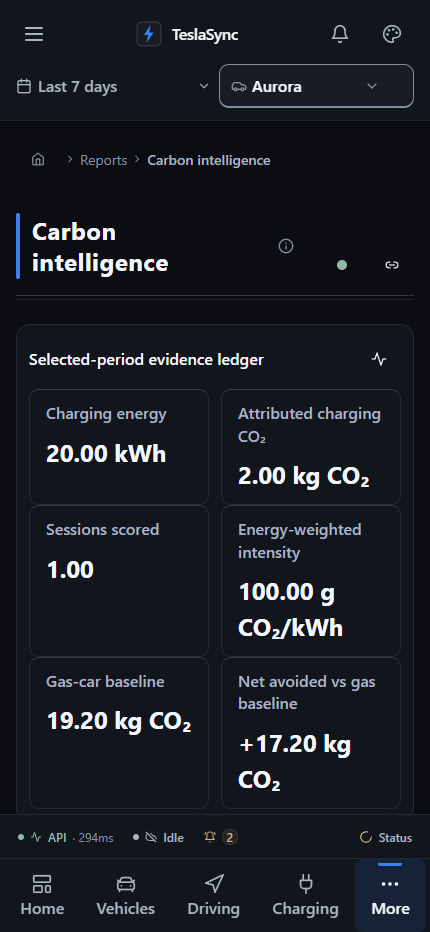 TeslaSync
Last 7 days
Aurora
Reports
Carbon intelligence
Carbon
intelligence
Selected-period evidence ledger
Charging energy
20.00 kWh
Attributed charging
CO₂
2.00 kg CO₂
Sessions scored
1.00
Energy-weighted
intensity
100.00 g
CO₂/kWh
Gas-car baseline
19.20 kg CO₂
Net avoided vs gas
baseline
+17.20 kg
CO₂
API · 294ms
Idle
2
Status
Home
Vehicles
Driving
Charging
More